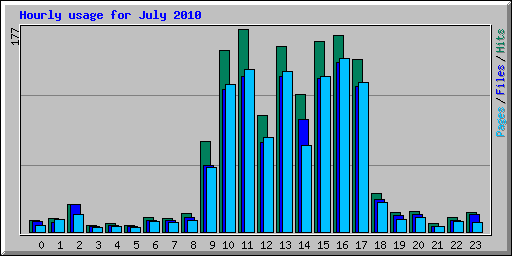 Hourly usage for July 2010
177
Pages / Files / Hits
0 1 2 3 4 5 6 7 8 9 10 11 12 13 14 15 16 17 18 19 20 21 22 23